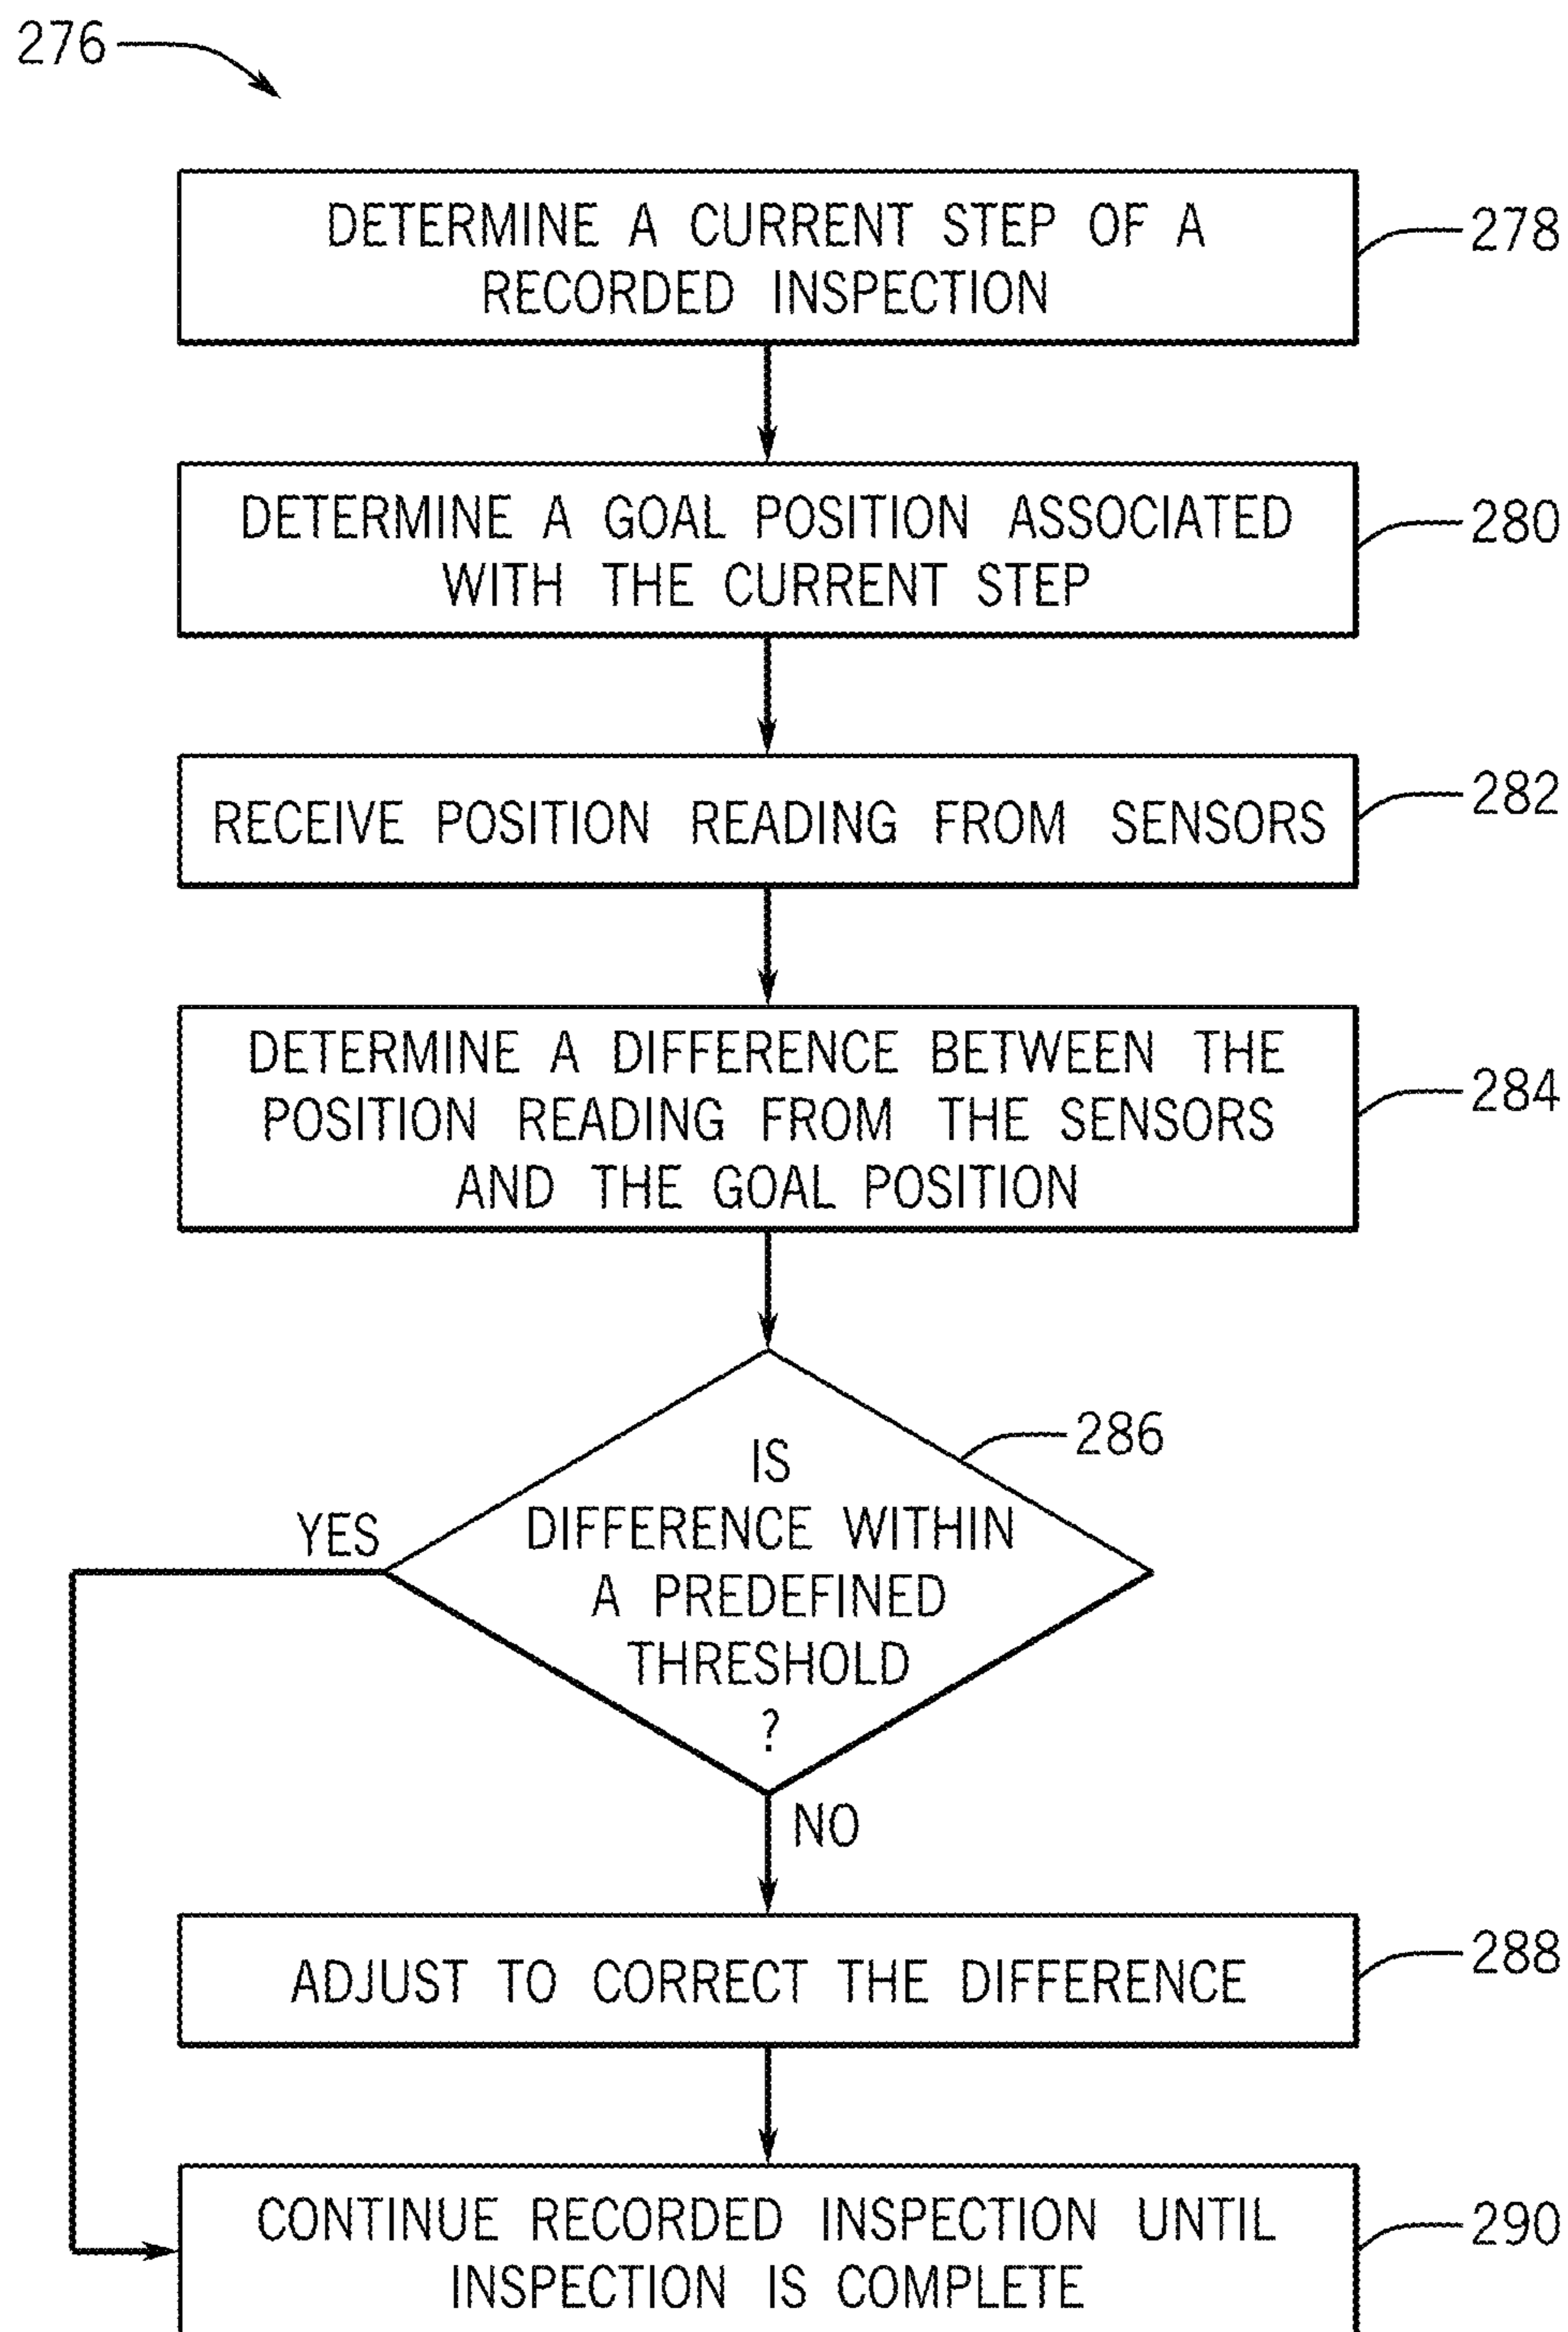 276
DETERMINE A CURRENT STEP OF A
RECORDED INSPECTION
278
DETERMINE A GOAL POSITION ASSOCIATED
WITH THE CURRENT STEP
280
RECEIVE POSITION READING FROM SENSORS
282
DETERMINE A DIFFERENCE BETWEEN THE
POSITION READING FROM THE SENSORS
AND THE GOAL POSITION
284
IS
DIFFERENCE WITHIN
A PREDEFINED
THRESHOLD
?
286
YES
NO
ADJUST TO CORRECT THE DIFFERENCE
288
CONTINUE RECORDED INSPECTION UNTIL
INSPECTION IS COMPLETE
290